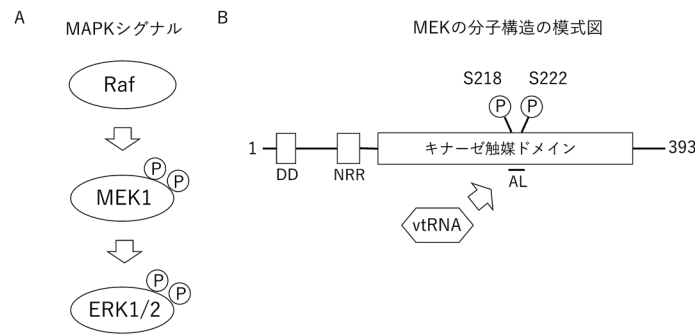 A
MAPKシグナル
Raf
P
P
MEK1
P
P
ERK1/2
B
MEKの分子構造の模式図
S218 S222
P P
1 キナーゼ触媒ドメイン 393
DD NRR AL
vtRNA